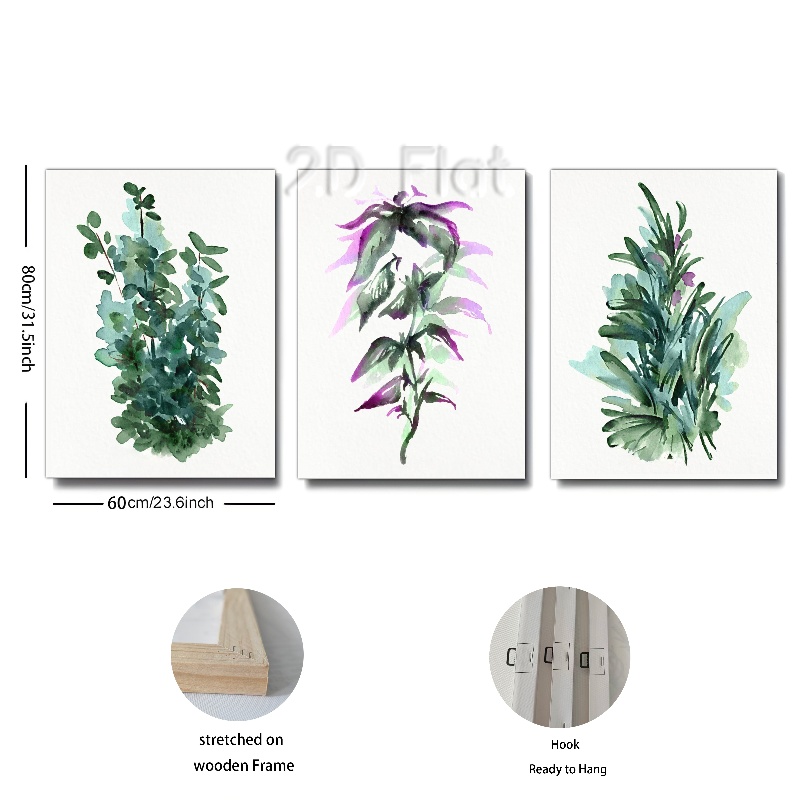 2D Flat
80cm/31.5inch
60cm/23.6inch
stretched on
wooden Frame
Hook
Ready to Hang